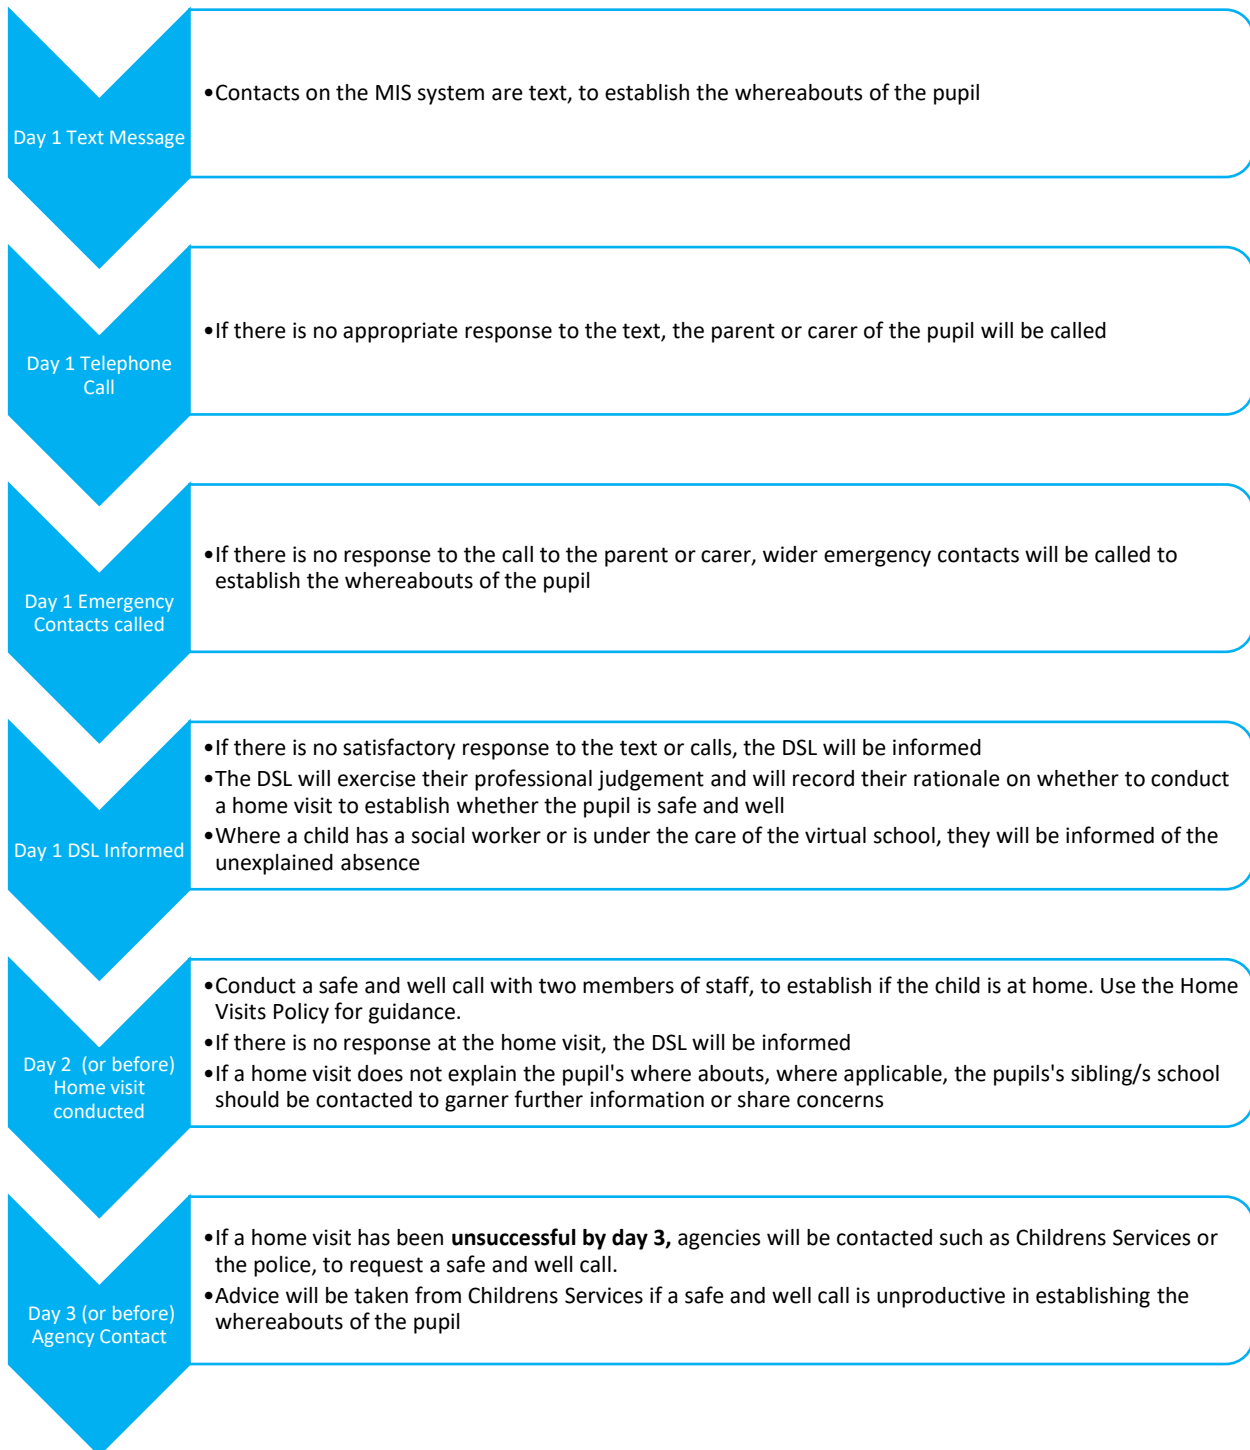 Day 1 Text Message
•Contacts on the MIS system are text, to establish the whereabouts of the pupil
Day 1 Telephone
Call
•If there is no appropriate response to the text, the parent or carer of the pupil will be called
Day 1 Emergency
Contacts called
•If there is no response to the call to the parent or carer, wider emergency contacts will be called to
establish the whereabouts of the pupil
Day 1 DSL Informed
•If there is no satisfactory response to the text or calls, the DSL will be informed
•The DSL will exercise their professional judgement and will record their rationale on whether to conduct
a home visit to establish whether the pupil is safe and well
•Where a child has a social worker or is under the care of the virtual school, they will be informed of the
unexplained absence
Day 2 (or before)
Home visit
conducted
•Conduct a safe and well call with two members of staff, to establish if the child is at home. Use the Home
Visits Policy for guidance.
•If there is no response at the home visit, the DSL will be informed
•If a home visit does not explain the pupil's where abouts, where applicable, the pupils's sibling/s school
should be contacted to garner further information or share concerns
Day 3 (or before)
Agency Contact
•If a home visit has been unsuccessful by day 3, agencies will be contacted such as Childrens Services or
the police, to request a safe and well call.
•Advice will be taken from Childrens Services if a safe and well call is unproductive in establishing the
whereabouts of the pupil